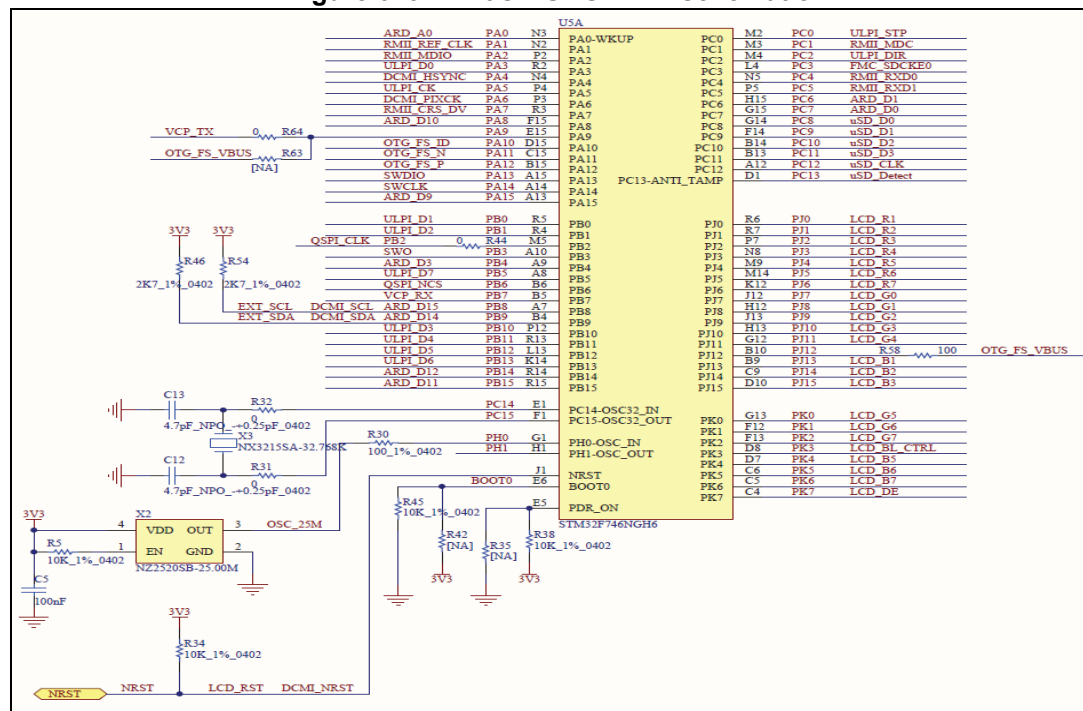 U5A
ARD_A0 PA0 N3 PA0-WKUP PC0 M2 PC0 ULPI_STP
RMII_REF_CLK PA1 N2 PA1 PC1 M3 PC1 RMII_MDC
RMII_MDIO PA2 P2 PA2 PC2 M4 PC2 ULPI_DIR
ULPI_D0 PA3 R2 PA3 PC3 L4 PC3 FMC_SDCKE0
DCMI_HSYNC PA4 N4 PA4 PC4 N5 PC4 RMII_RXD0
ULPI_CK PA5 P4 PA5 PC5 P5 PC5 RMII_RXD1
DCMI_PIXCK PA6 P3 PA6 PC6 H15 PC6 ARD_D1
RMII_CRS_DV PA7 R3 PA7 PC7 G15 PC7 ARD_D0
ARD_D10 PA8 F15 PA8 PC8 G14 PC8 uSD_D0
PA9 E15 PA9 PC9 F14 PC9 uSD_D1
OTG_FS_ID PA10 D15 PA10 PC10 B14 PC10 uSD_D2
OTG_FS_N PA11 C15 PA11 PC11 B13 PC11 uSD_D3
OTG_FS_P PA12 B15 PA12 PC12 A12 PC12 uSD_CLK
SWDIO PA13 A15 PA13 PC13-ANTI_TAMP D1 PC13 uSD_Detect
SWCLK PA14 A14 PA14
ARD_D9 PA15 A13 PA15
VCP_TX 0 R64
OTG_FS_VBUS R63
[NA]
ULPI_D1 PB0 R5 PB0 PJ0 R6 PJ0 LCD_R1
ULPI_D2 PB1 R4 PB1 PJ1 R7 PJ1 LCD_R2
QSPI_CLK PB2 0 R44 M5 PB2 PJ2 P7 PJ2 LCD_R3
SWO PB3 A10 PB3 PJ3 N8 PJ3 LCD_R4
ARD_D3 PB4 A9 PB4 PJ4 M9 PJ4 LCD_R5
ULPI_D7 PB5 A8 PB5 PJ5 M14 PJ5 LCD_R6
QSPI_NCS PB6 B6 PB6 PJ6 K12 PJ6 LCD_R7
VCP_RX PB7 B5 PB7 PJ7 J12 PJ7 LCD_G0
EXT_SCL DCMI_SCL ARD_D15 PB8 A7 PB8 PJ8 H12 PJ8 LCD_G1
EXT_SDA DCMI_SDA ARD_D14 PB9 B4 PB9 PJ9 J13 PJ9 LCD_G2
ULPI_D3 PB10 P12 PB10 PJ10 H13 PJ10 LCD_G3
ULPI_D4 PB11 R13 PB11 PJ11 G12 PJ11 LCD_G4
ULPI_D5 PB12 L13 PB12 PJ12 B10 PJ12 R58 100 OTG_FS_VBUS
ULPI_D6 PB13 K14 PB13 PJ13 B9 PJ13 LCD_B1
ARD_D12 PB14 R14 PB14 PJ14 C9 PJ14 LCD_B2
ARD_D11 PB15 R15 PB15 PJ15 D10 PJ15 LCD_B3
3V3 3V3
R46 R54
2K7_1%_0402 2K7_1%_0402
PC14 E1 PC14-OSC32_IN
PC15 F1 PC15-OSC32_OUT
PH0 G1 PH0-OSC_IN
PH1 H1 PH1-OSC_OUT
J1 NRST
BOOT0 E6 BOOT0
E5 PDR_ON
STM32F746NGH6
PK0 G13 PK0 LCD_G5
PK1 F12 PK1 LCD_G6
PK2 F13 PK2 LCD_G7
PK3 D8 PK3 LCD_BL_CTRL
PK4 D7 PK4 LCD_B5
PK5 C6 PK5 LCD_B6
PK6 C5 PK6 LCD_B7
PK7 C4 PK7 LCD_DE
C13 R32
4.7pF_NPO_-+0.25pF_0402 0
X3
NX3215SA-32.768K
R30
100_1%_0402
C12 R31
4.7pF_NPO_-+0.25pF_0402 0
3V3 X2
4 VDD OUT 3 OSC_25M
R5 1 EN GND 2
10K_1%_0402 NZ2520SB-25.00M
C5
100nF
R45
10K_1%_0402
R42
[NA]
3V3
R35
[NA]
R38
10K_1%_0402
3V3
3V3
R34
10K_1%_0402
NRST NRST LCD_RST DCMI_NRST